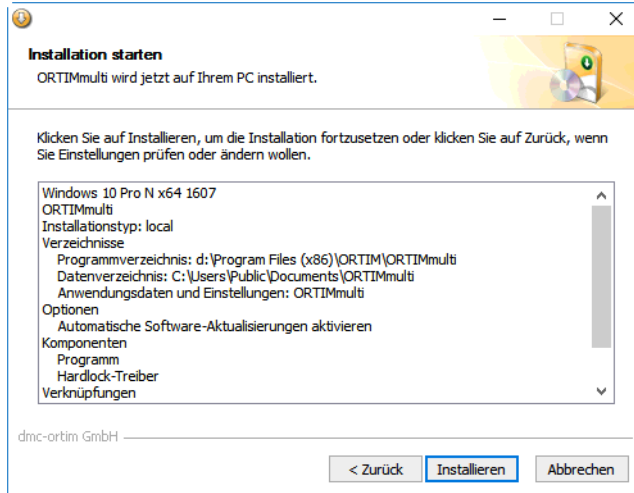 Installation starten
ORTIMmulti wird jetzt auf Ihrem PC installiert.
Klicken Sie auf Installieren, um die Installation fortzusetzen oder klicken Sie auf Zurück, wenn
Sie Einstellungen prüfen oder ändern wollen.
Windows 10 Pro N x64 1607
ORTIMmulti
Installationstyp: local
Verzeichnisse
Programmverzeichnis: d:\Program Files (x86)\ORTIM\ORTIMmulti
Datenverzeichnis: C:\Users\Public\Documents\ORTIMmulti
Anwendungsdaten und Einstellungen: ORTIMmulti
Optionen
Automatische Software-Aktualisierungen aktivieren
Komponenten
Programm
Hardlock-Treiber
Verknüpfungen
dmc-ortim GmbH
< Zurück Installieren Abbrechen